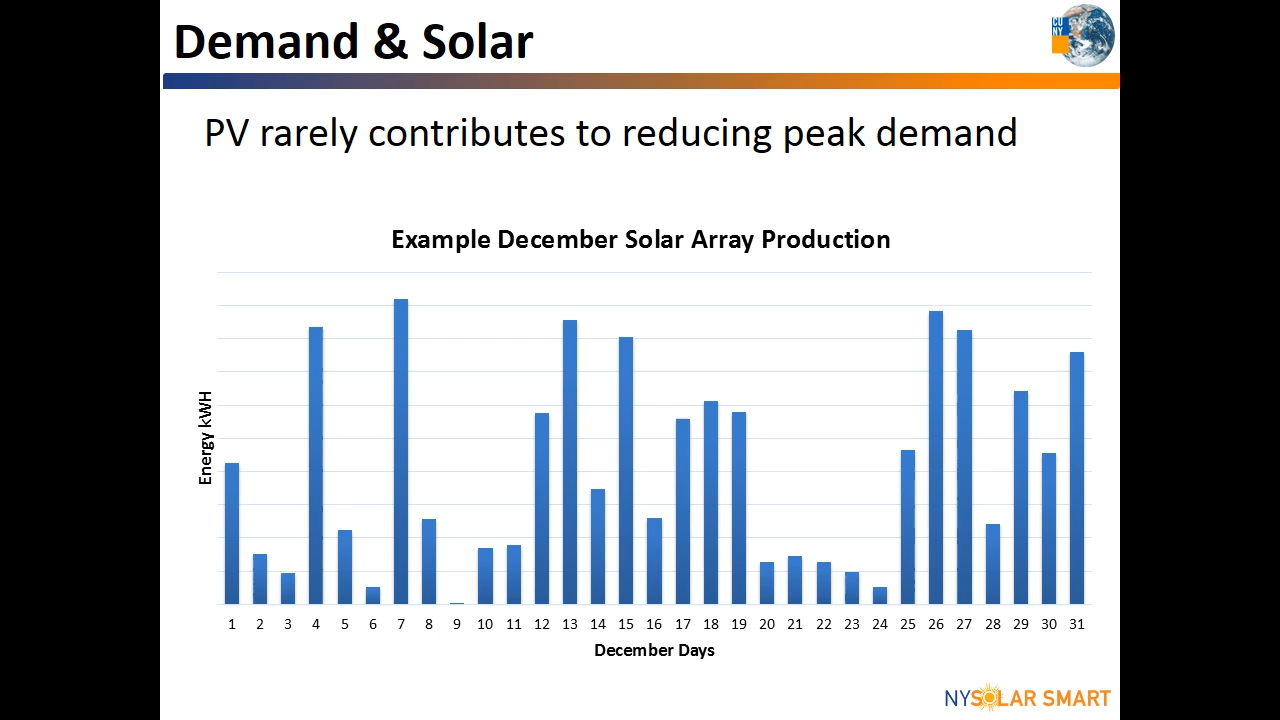 Demand & Solar
CU
NY
PV rarely contributes to reducing peak demand
Example December Solar Array Production
Energy kWH
1 2 3 4 5 6 7 8 9 10 11 12 13 14 15 16 17 18 19 20 21 22 23 24 25 26 27 28 29 30 31
December Days
NYSOLAR SMART